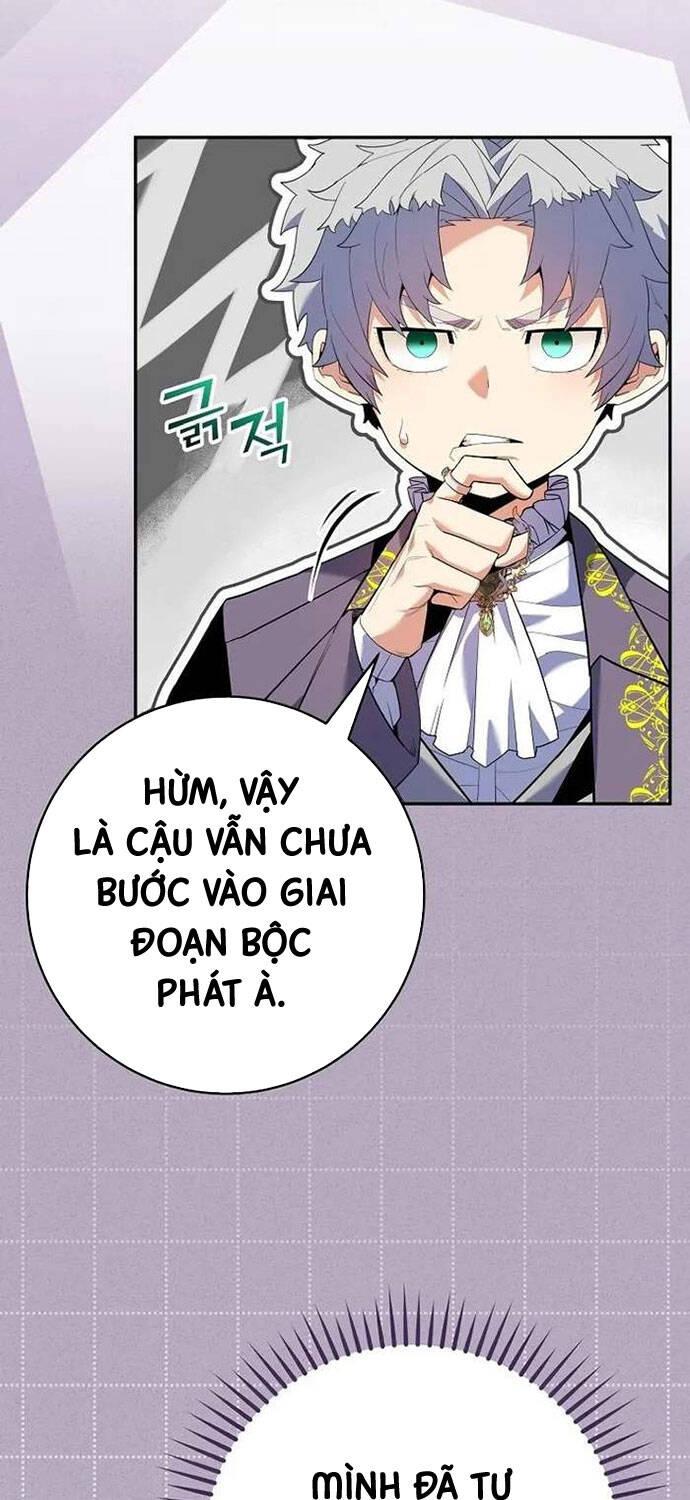 긁적
HỪM, VẬY
LÀ CẬU VẪN CHƯA
BƯỚC VÀO GIAI
ĐOẠN BỘC
PHÁT À.
MÌNH ĐÃ TƯ